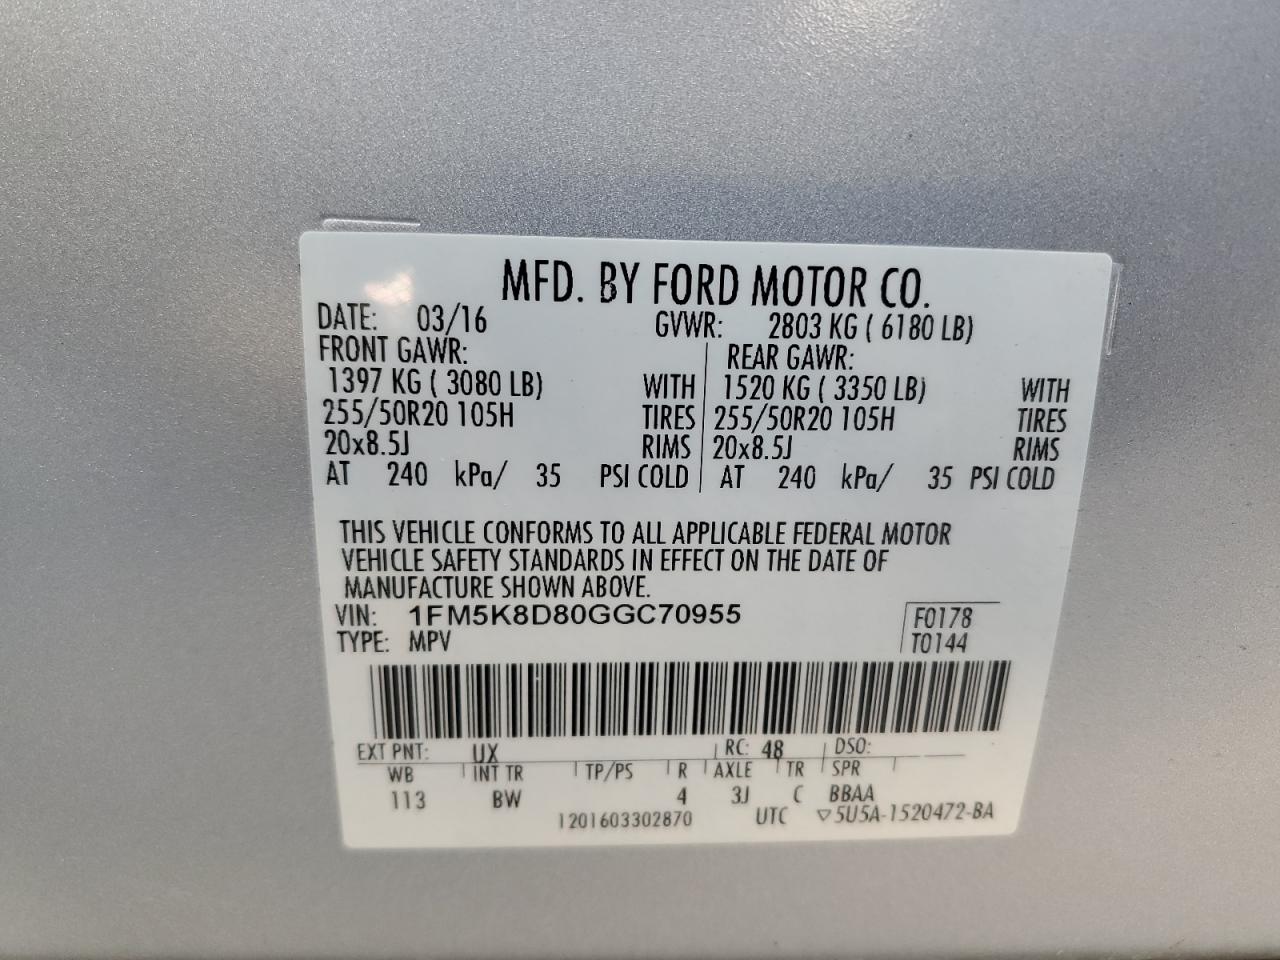 MFD. BY FORD MOTOR CO.
DATE: 03/16 GVWR: 2803 KG ( 6180 LB)
FRONT GAWR: REAR GAWR:
1397 KG ( 3080 LB) WITH 1520 KG ( 3350 LB) WITH
255/50R20 105H TIRES 255/50R20 105H TIRES
20x8.5J RIMS 20x8.5J RIMS
AT 240 kPa/ 35 PSI COLD AT 240 kPa/ 35 PSI COLD
THIS VEHICLE CONFORMS TO ALL APPLICABLE FEDERAL MOTOR
VEHICLE SAFETY STANDARDS IN EFFECT ON THE DATE OF
MANUFACTURE SHOWN ABOVE.
VIN: 1FM5K8D80GGC70955 F0178
TYPE: MPV T0144
EXT PNT: UX RC: 48 DSO:
WB INT TR TP/PS R AXLE TR SPR
113 BW 4 3J C BBAA
1201603302870 UTC ▽5U5A-1520472-BA